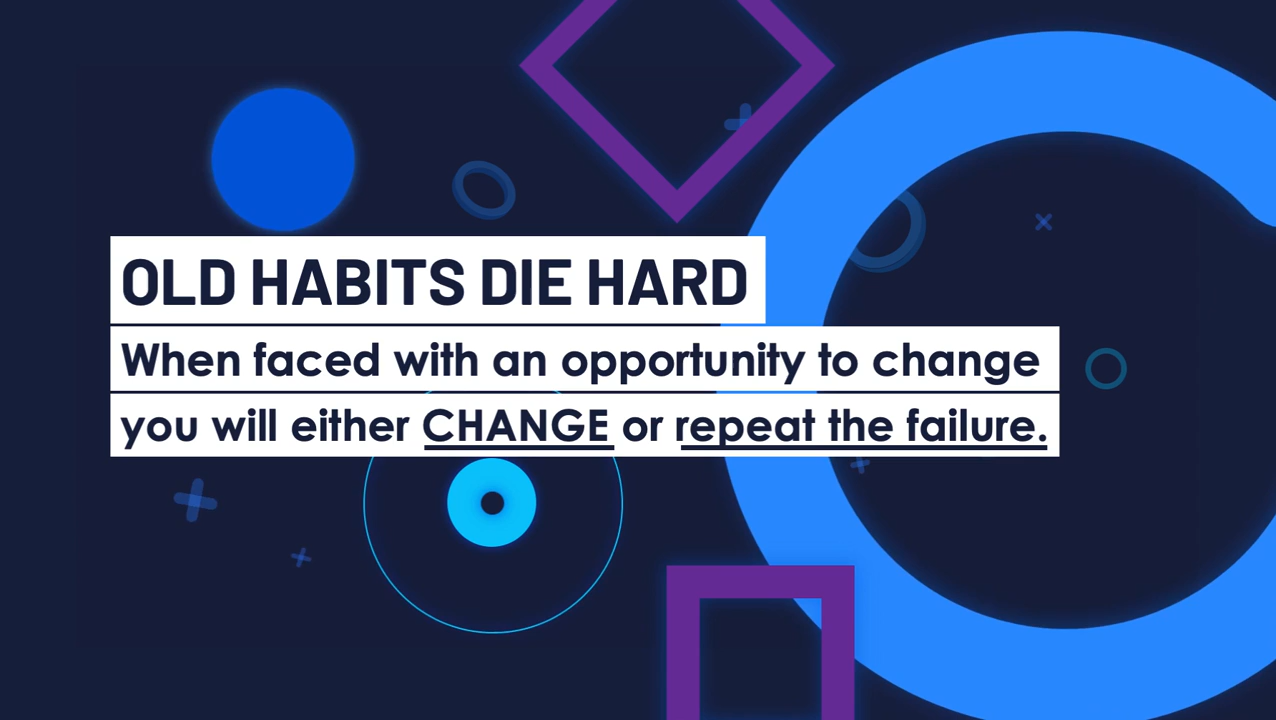 OLD HABITS DIE HARD
When faced with an opportunity to change
you will either CHANGE or repeat the failure.